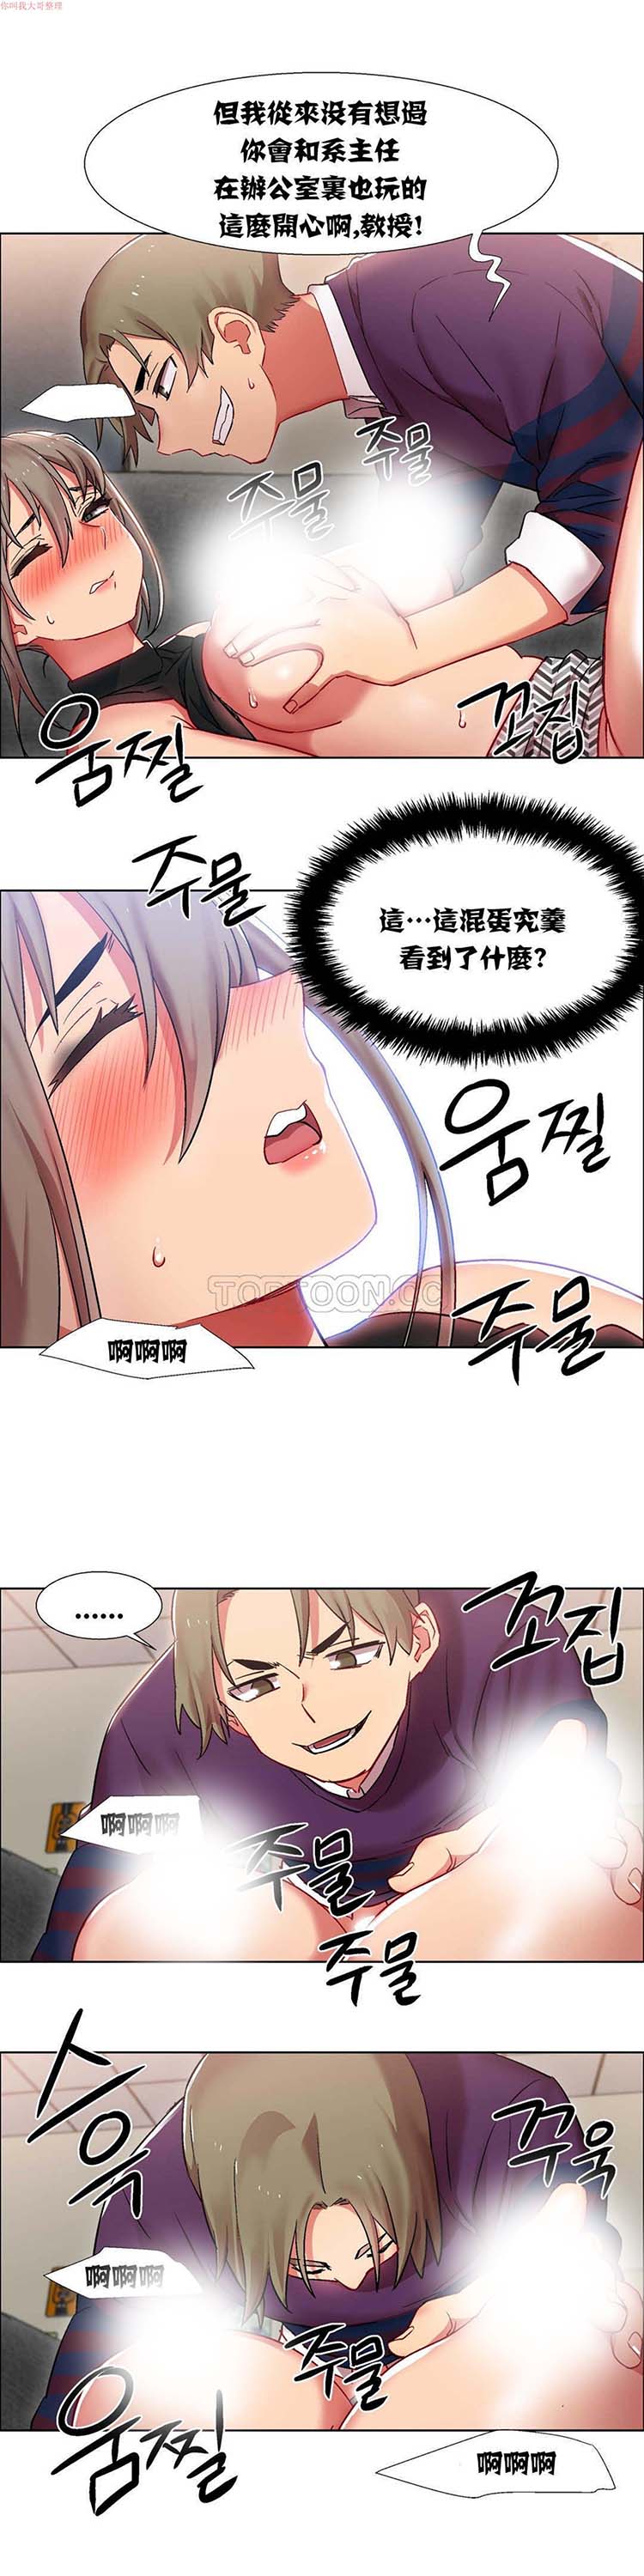 你叫我大哥整理
但我從來没有想過
你會和系主任
在辦公室裏也玩的
這麼開心啊,教授!
주물
주물
꼬집
움찔
주물
這…這混蛋究羹
看到了什麼?
움찔
TOPTOON.CC
주물
啊啊啊
……
꼬집
啊啊啊
주물
주물
스윽
꾸욱
啊啊啊
주물
움찔
啊啊啊